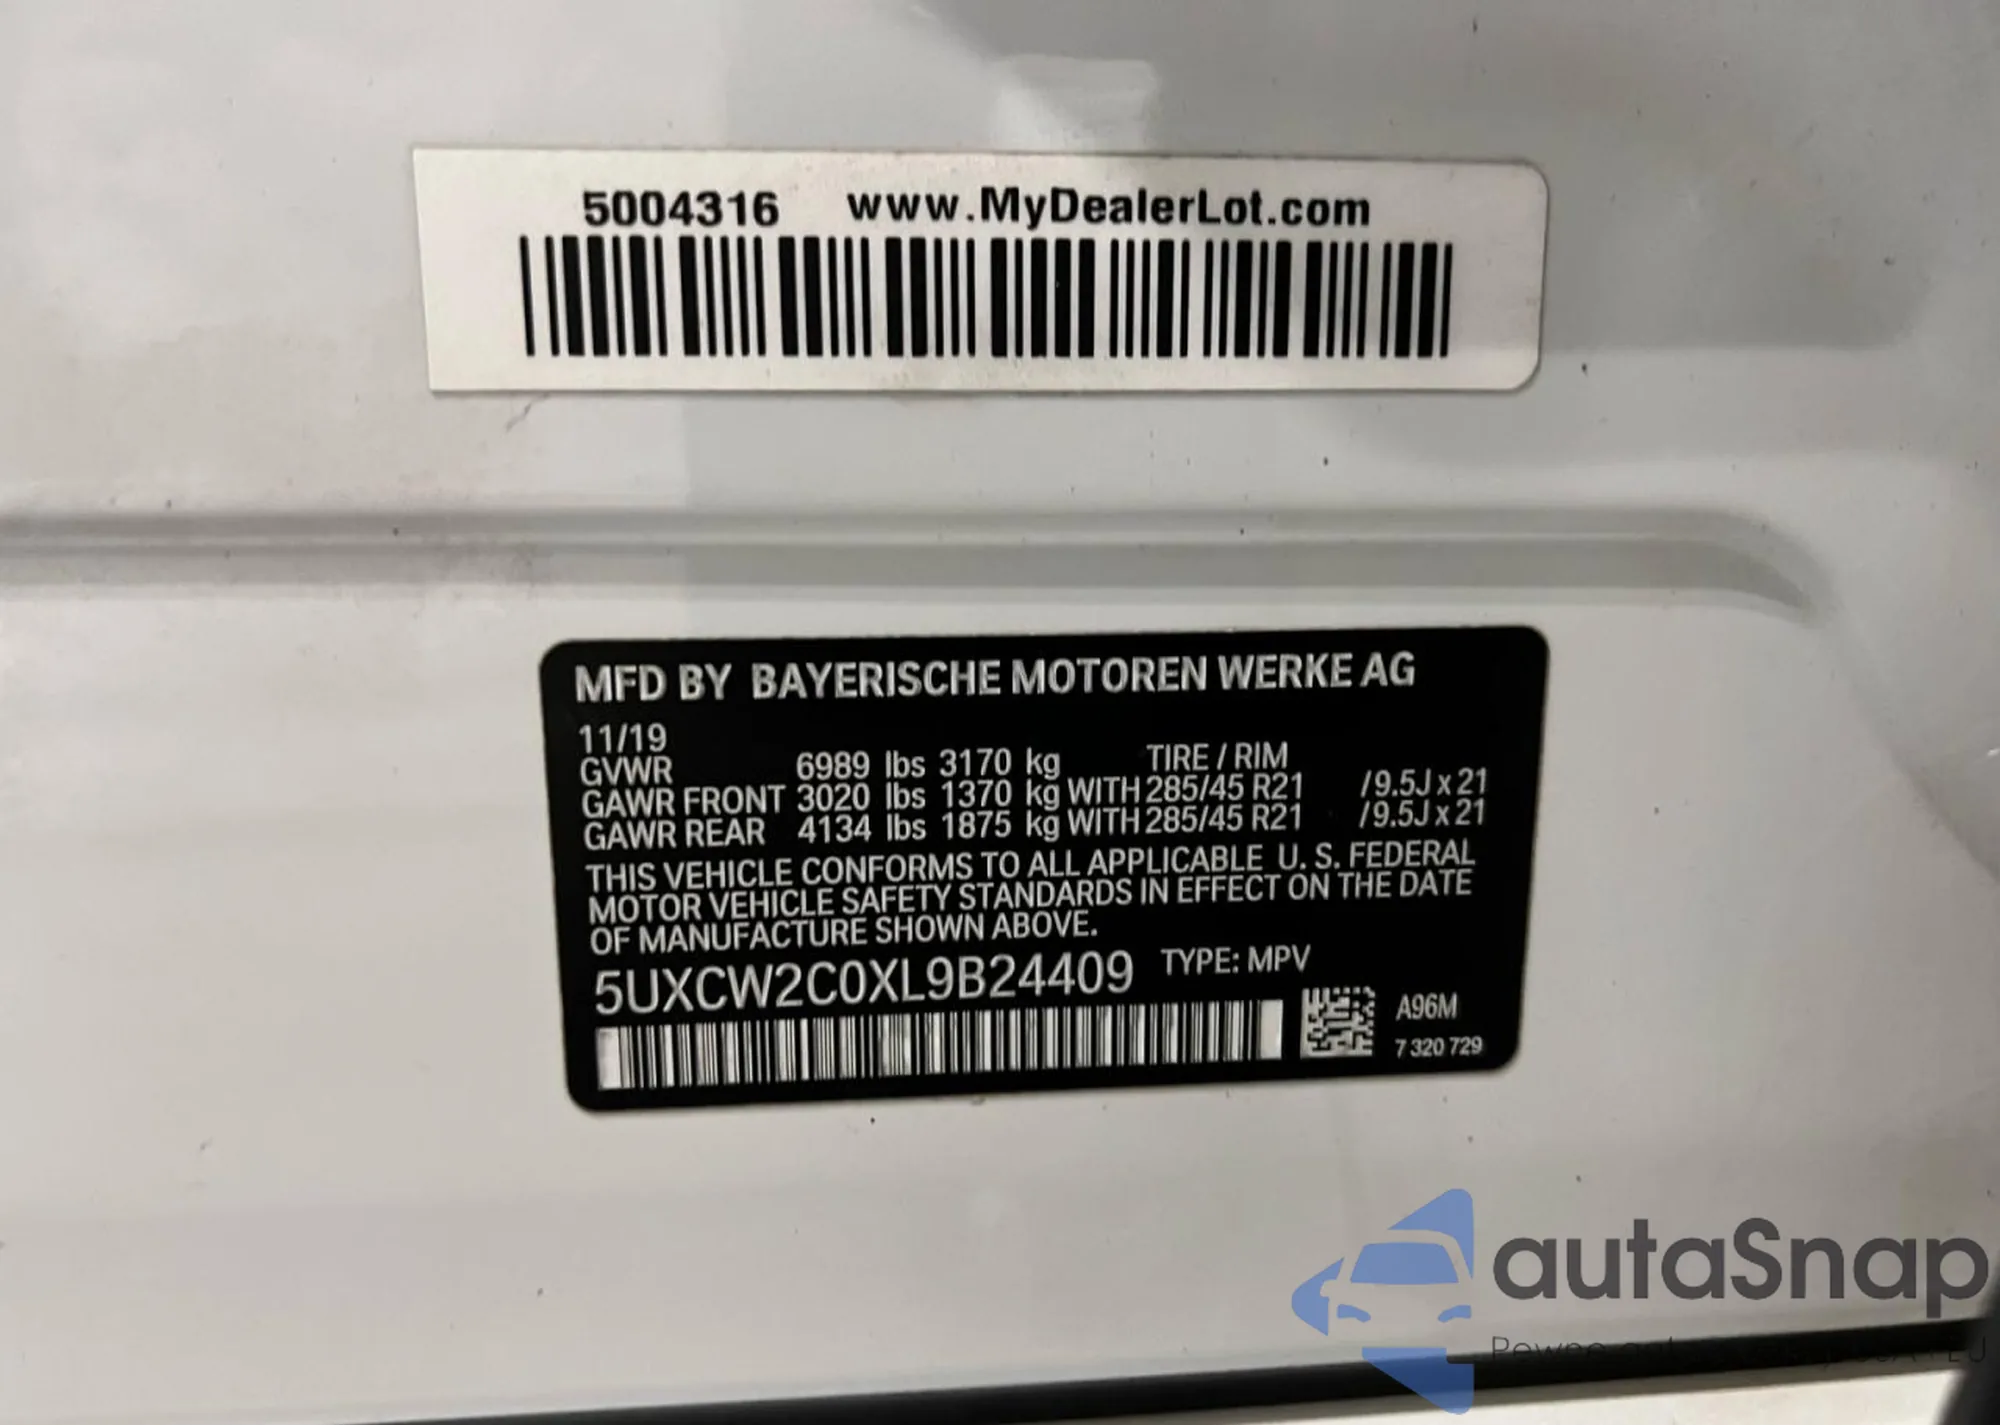 5004316 www.MyDealerLot.com
MFD BY BAYERISCHE MOTOREN WERKE AG
11/19
GVWR 6989 lbs 3170 kg TIRE / RIM
GAWR FRONT 3020 lbs 1370 kg WITH 285/45 R21 /9.5J x 21
GAWR REAR 4134 lbs 1875 kg WITH 285/45 R21 /9.5J x 21
THIS VEHICLE CONFORMS TO ALL APPLICABLE U. S. FEDERAL
MOTOR VEHICLE SAFETY STANDARDS IN EFFECT ON THE DATE
OF MANUFACTURE SHOWN ABOVE.
5UXCW2C0XL9B24409 TYPE: MPV
A96M
7 320 729
autaSnap
Pewne auta